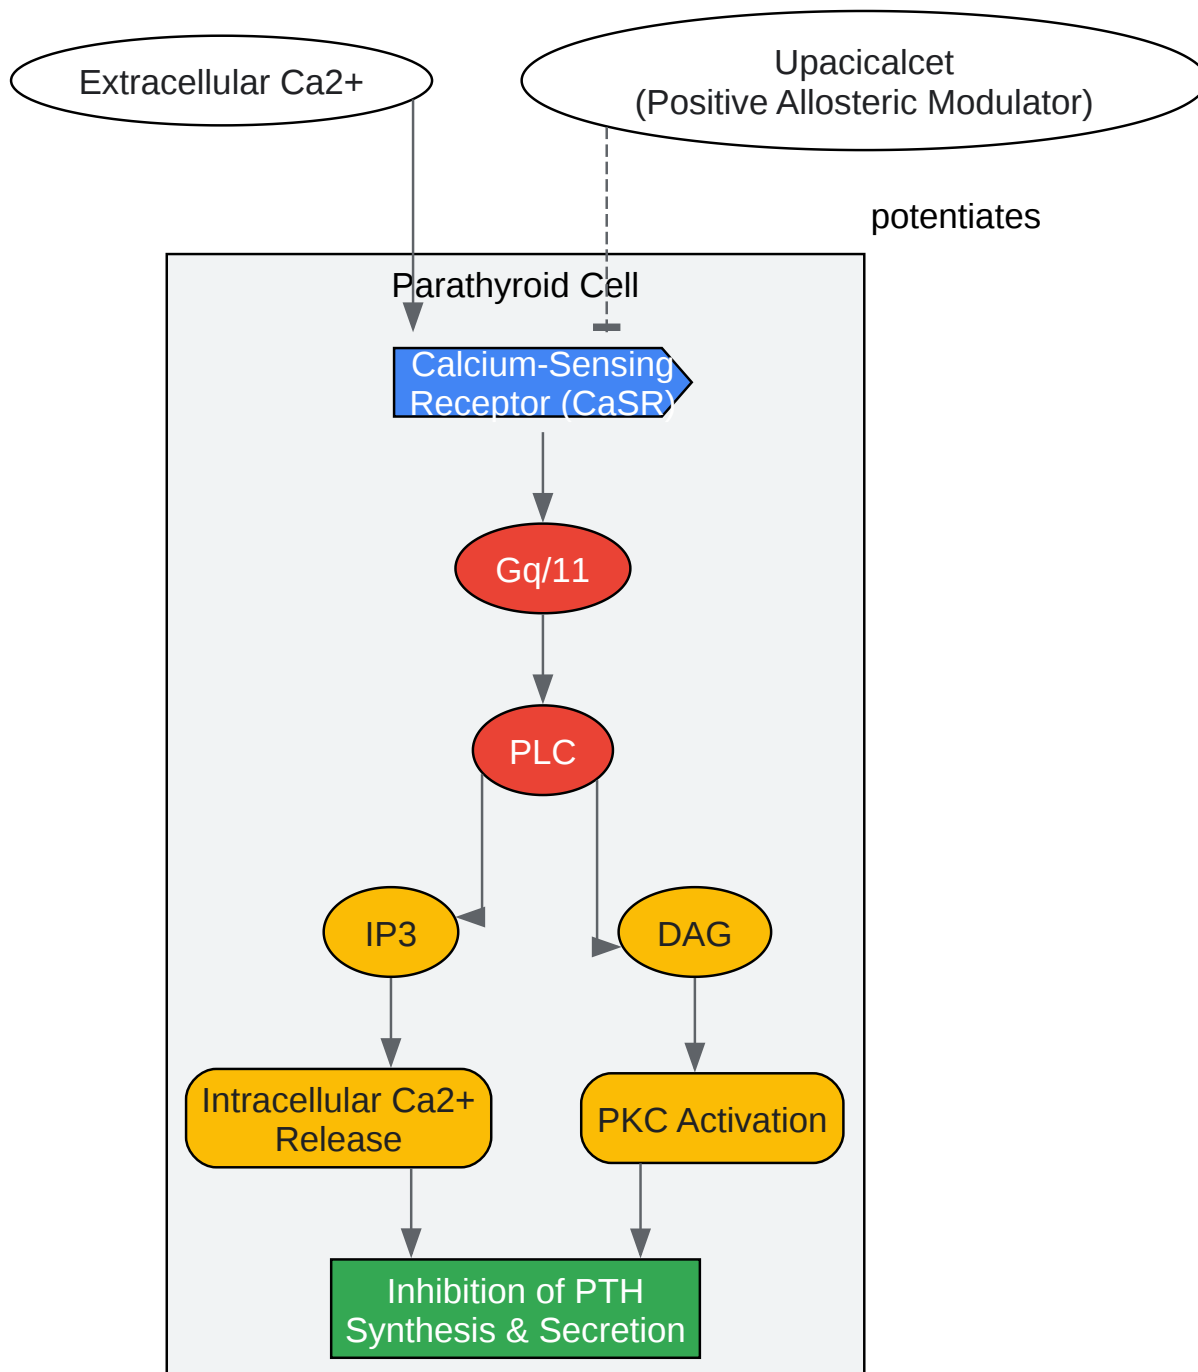 Extracellular Ca2+
Upacicalcet
(Positive Allosteric Modulator)
potentiates
Parathyroid Cell
Calcium-Sensing
Receptor (CaSR)
Gq/11
PLC
IP3
DAG
Intracellular Ca2+
Release
PKC Activation
Inhibition of PTH
Synthesis & Secretion